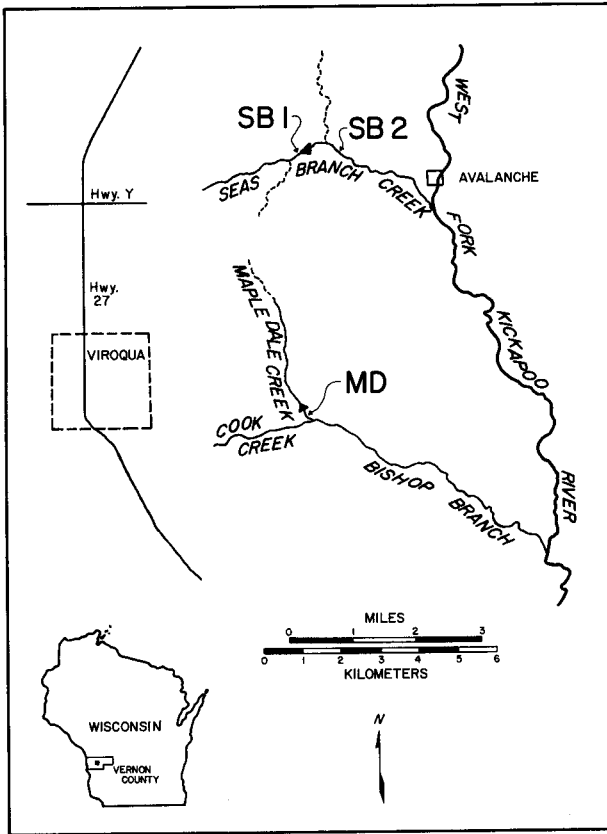 WEST
FORK
KICKAPOO
RIVER
SB 1
SB 2
SEAS BRANCH CREEK
AVALANCHE
Hwy. Y
Hwy.
27
VIROQUA
MAPLE DALE CREEK
MD
COOK
CREEK
BISHOP BRANCH
MILES
0 1 2 3
0 1 2 3 4 5 6
KILOMETERS
N
WISCONSIN
VERNON
COUNTY